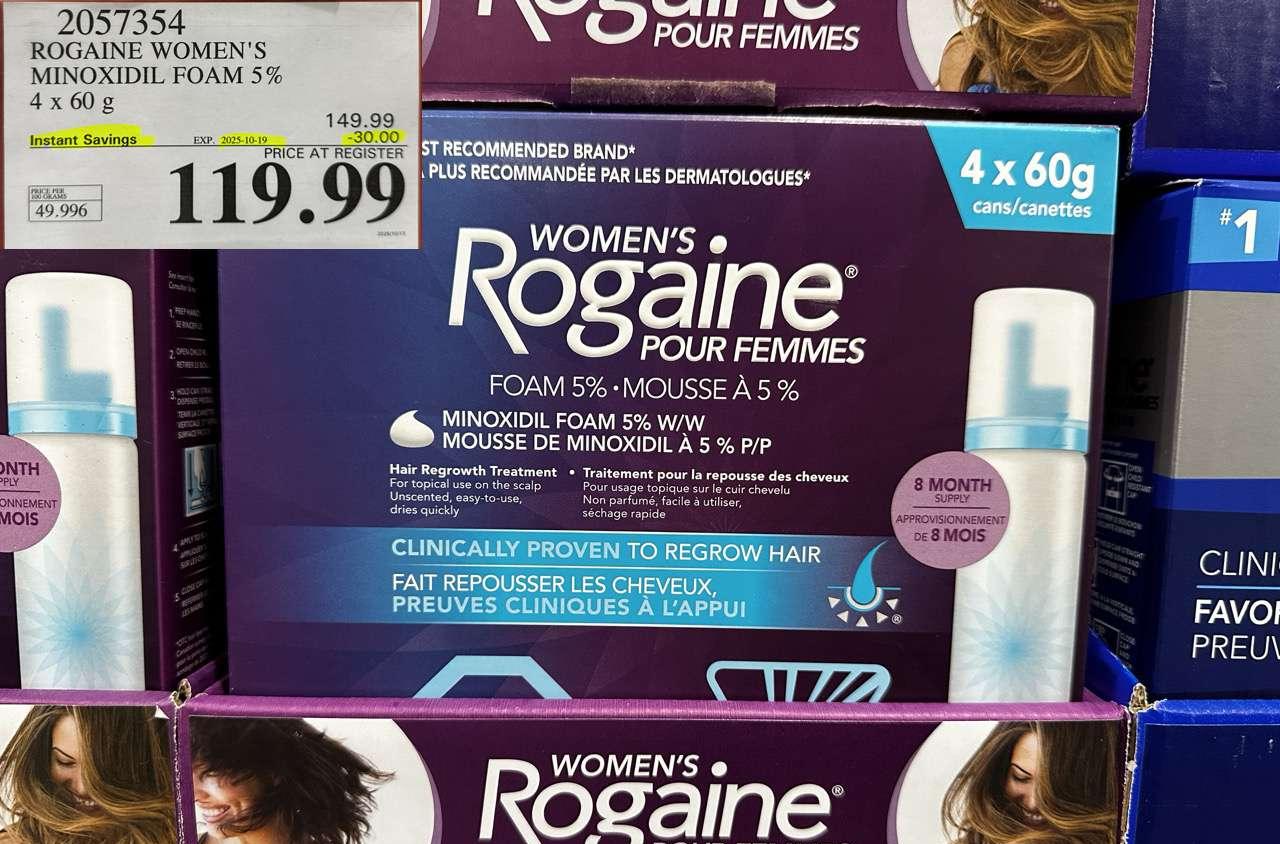 2057354
ROGAINE WOMEN'S
MINOXIDIL FOAM 5%
4 x 60 g
149.99
Instant Savings EXP. 2025-10-19 -30.00
PRICE AT REGISTER
119.99
PRICE PER
100 GRAMS
49.996
Rogaine
POUR FEMMES
ST RECOMMENDED BRAND*
PLUS RECOMMANDÉE PAR LES DERMATOLOGUES*
4 x 60g
cans/canettes
WOMEN'S
Rogaine®
POUR FEMMES
FOAM 5% • MOUSSE À 5 %
MINOXIDIL FOAM 5% W/W
MOUSSE DE MINOXIDIL À 5 % P/P
Hair Regrowth Treatment • Traitement pour la repousse des cheveux
For topical use on the scalp
Unscented, easy-to-use,
dries quickly
Pour usage topique sur le cuir chevelu
Non parfumé, facile à utiliser,
séchage rapide
8 MONTH
SUPPLY
APPROVISIONNEMENT
DE 8 MOIS
CLINICALLY PROVEN TO REGROW HAIR
FAIT REPOUSSER LES CHEVEUX,
PREUVES CLINIQUES À L'APPUI
®
ONTH
PPLY
ONNEMENT
MOIS
#1
CLINI
FAVO
PREUV
WOMEN'S
Rogaine®